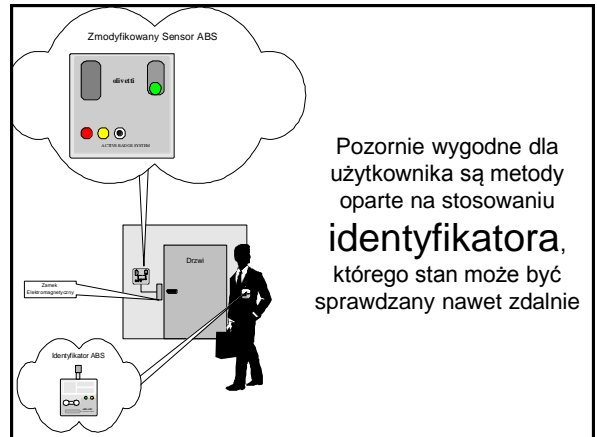 Zmodyfikowany Sensor ABS
olivetti
ACTIVE BADGE SYSTEM
Drzwi
Zamek
Elektromagnetyczny
Identyfikator ABS
Pozornie wygodne dla
użytkownika są metody
oparte na stosowaniu
identyfikatora,
którego stan może być
sprawdzany nawet zdalnie